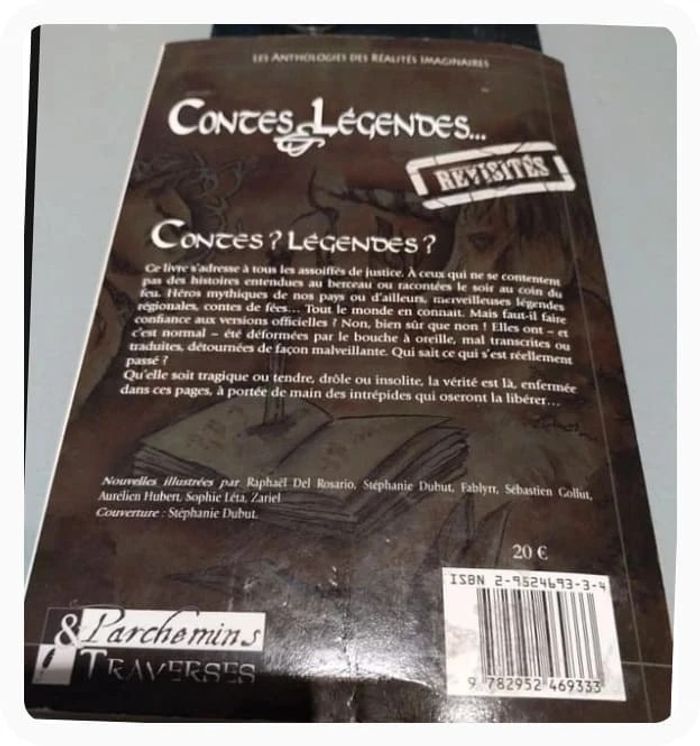 LES ANTHOLOGIES DES RÉALITÉS IMAGINAIRES
CONTES & LÉGENDES...
REVISITÉS
CONTES ? LÉGENDES ?
Ce livre s'adresse à tous les assoiffés de justice. À ceux qui ne se contentent
pas des histoires entendues au berceau ou racontées le soir au coin du
feu. Héros mythiques de nos pays ou d'ailleurs, merveilleuses légendes
régionales, contes de fées... Tout le monde en connait. Mais faut-il faire
confiance aux versions officielles ? Non, bien sûr que non ! Elles ont – et
c'est normal – été déformées par le bouche à oreille, mal transcrites ou
traduites, détournées de façon malveillante. Qui sait ce qui s'est réellement
passé ?
Qu'elle soit tragique ou tendre, drôle ou insolite, la vérité est là, enfermée
dans ces pages, à portée de main des intrépides qui oseront la libérer...
Nouvelles illustrées par Raphaël Del Rosario, Stéphanie Dubut, Fablyrr, Sébastien Gollut,
Aurélien Hubert, Sophie Léta, Zariel
Couverture : Stéphanie Dubut.
20 €
ISBN 2-9524693-3-4
9 782952 469333
& Parchemins
TRAVERSES